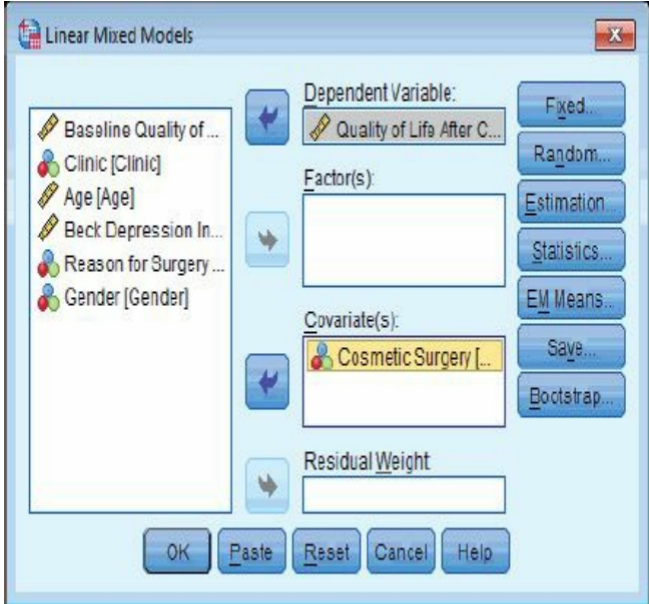 Linear Mixed Models
Baseline Quality of ...
Clinic [Clinic]
Age [Age]
Beck Depression In...
Reason for Surgery ...
Gender [Gender]
Dependent Variable:
Quality of Life After C...
Factor(s):
Covariate(s):
Cosmetic Surgery [...
Residual Weight
Fixed...
Random...
Estimation...
Statistics...
EM Means...
Save...
Bootstrap...
OK
Paste
Reset
Cancel
Help